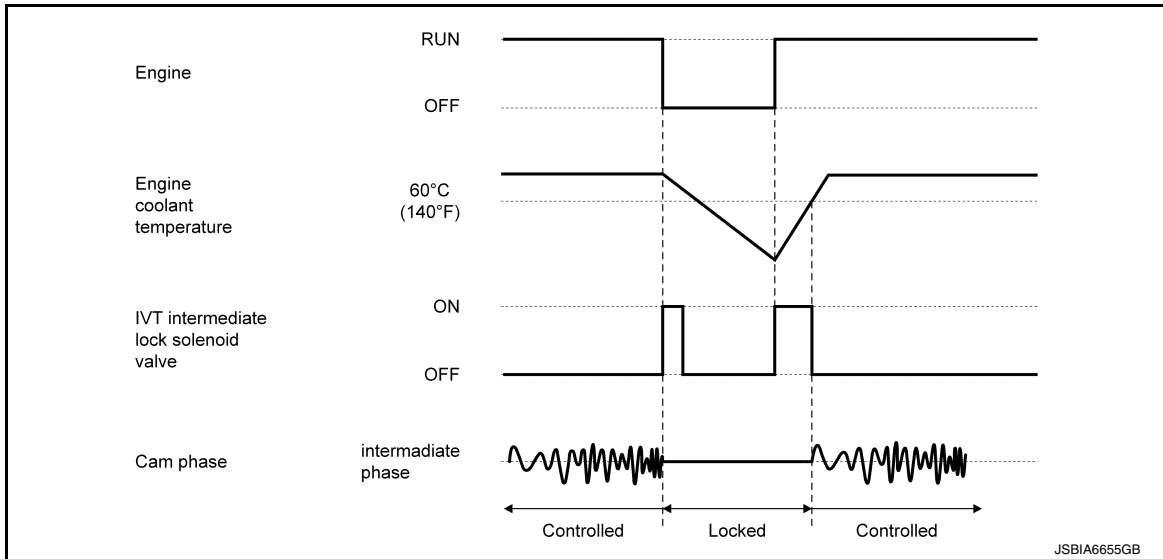 RUN
Engine
OFF
Engine
coolant
temperature
60°C
(140°F)
ON
IVT intermediate
lock solenoid
valve
OFF
Cam phase
intermadiate
phase
Controlled
Locked
Controlled
JSBIA6655GB